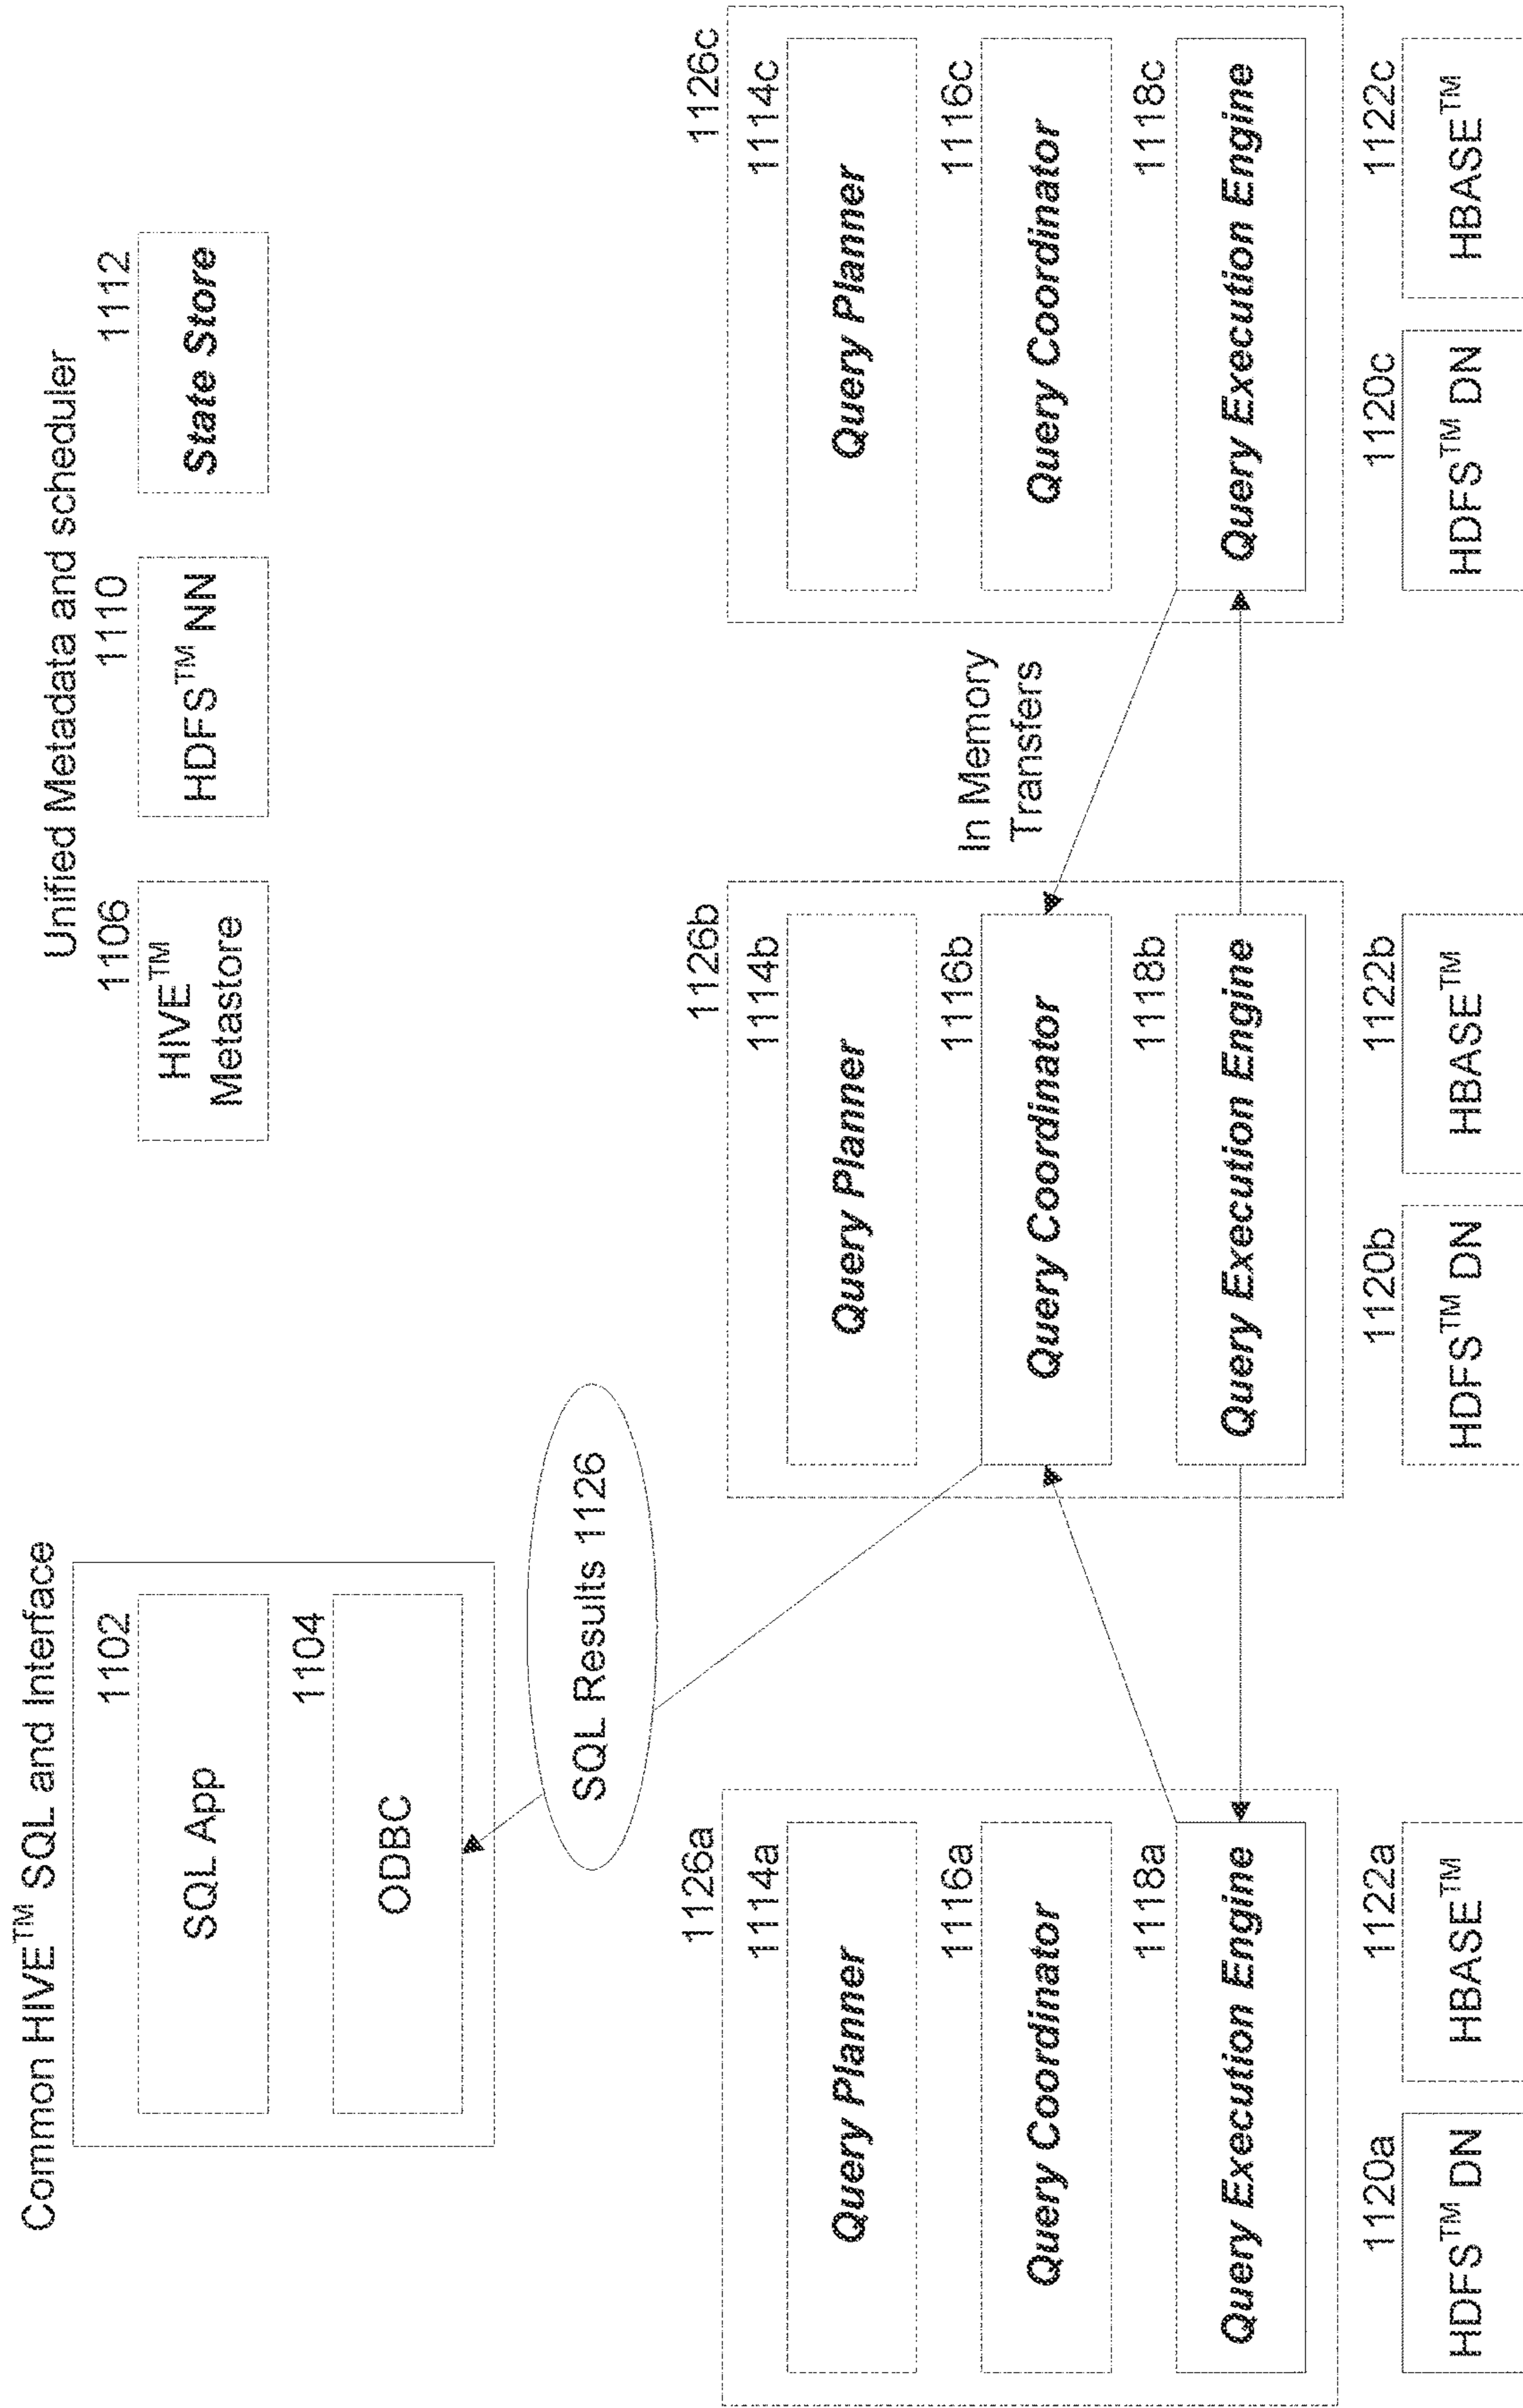 Common HIVE™ SQL and Interface
1102
SQL App
1104
ODBC
SQL Results 1126
Unified Metadata and scheduler
1106
HIVE™
Metastore
1110
HDFS™ NN
1112
State Store
1126a
1114a
Query Planner
1116a
Query Coordinator
1118a
Query Execution Engine
1120a
HDFS™ DN
1122a
HBASE™
1126b
1114b
Query Planner
1116b
Query Coordinator
1118b
Query Execution Engine
1120b
HDFS™ DN
1122b
HBASE™
In Memory
Transfers
1126c
1114c
Query Planner
1116c
Query Coordinator
1118c
Query Execution Engine
1120c
HDFS™ DN
1122c
HBASE™